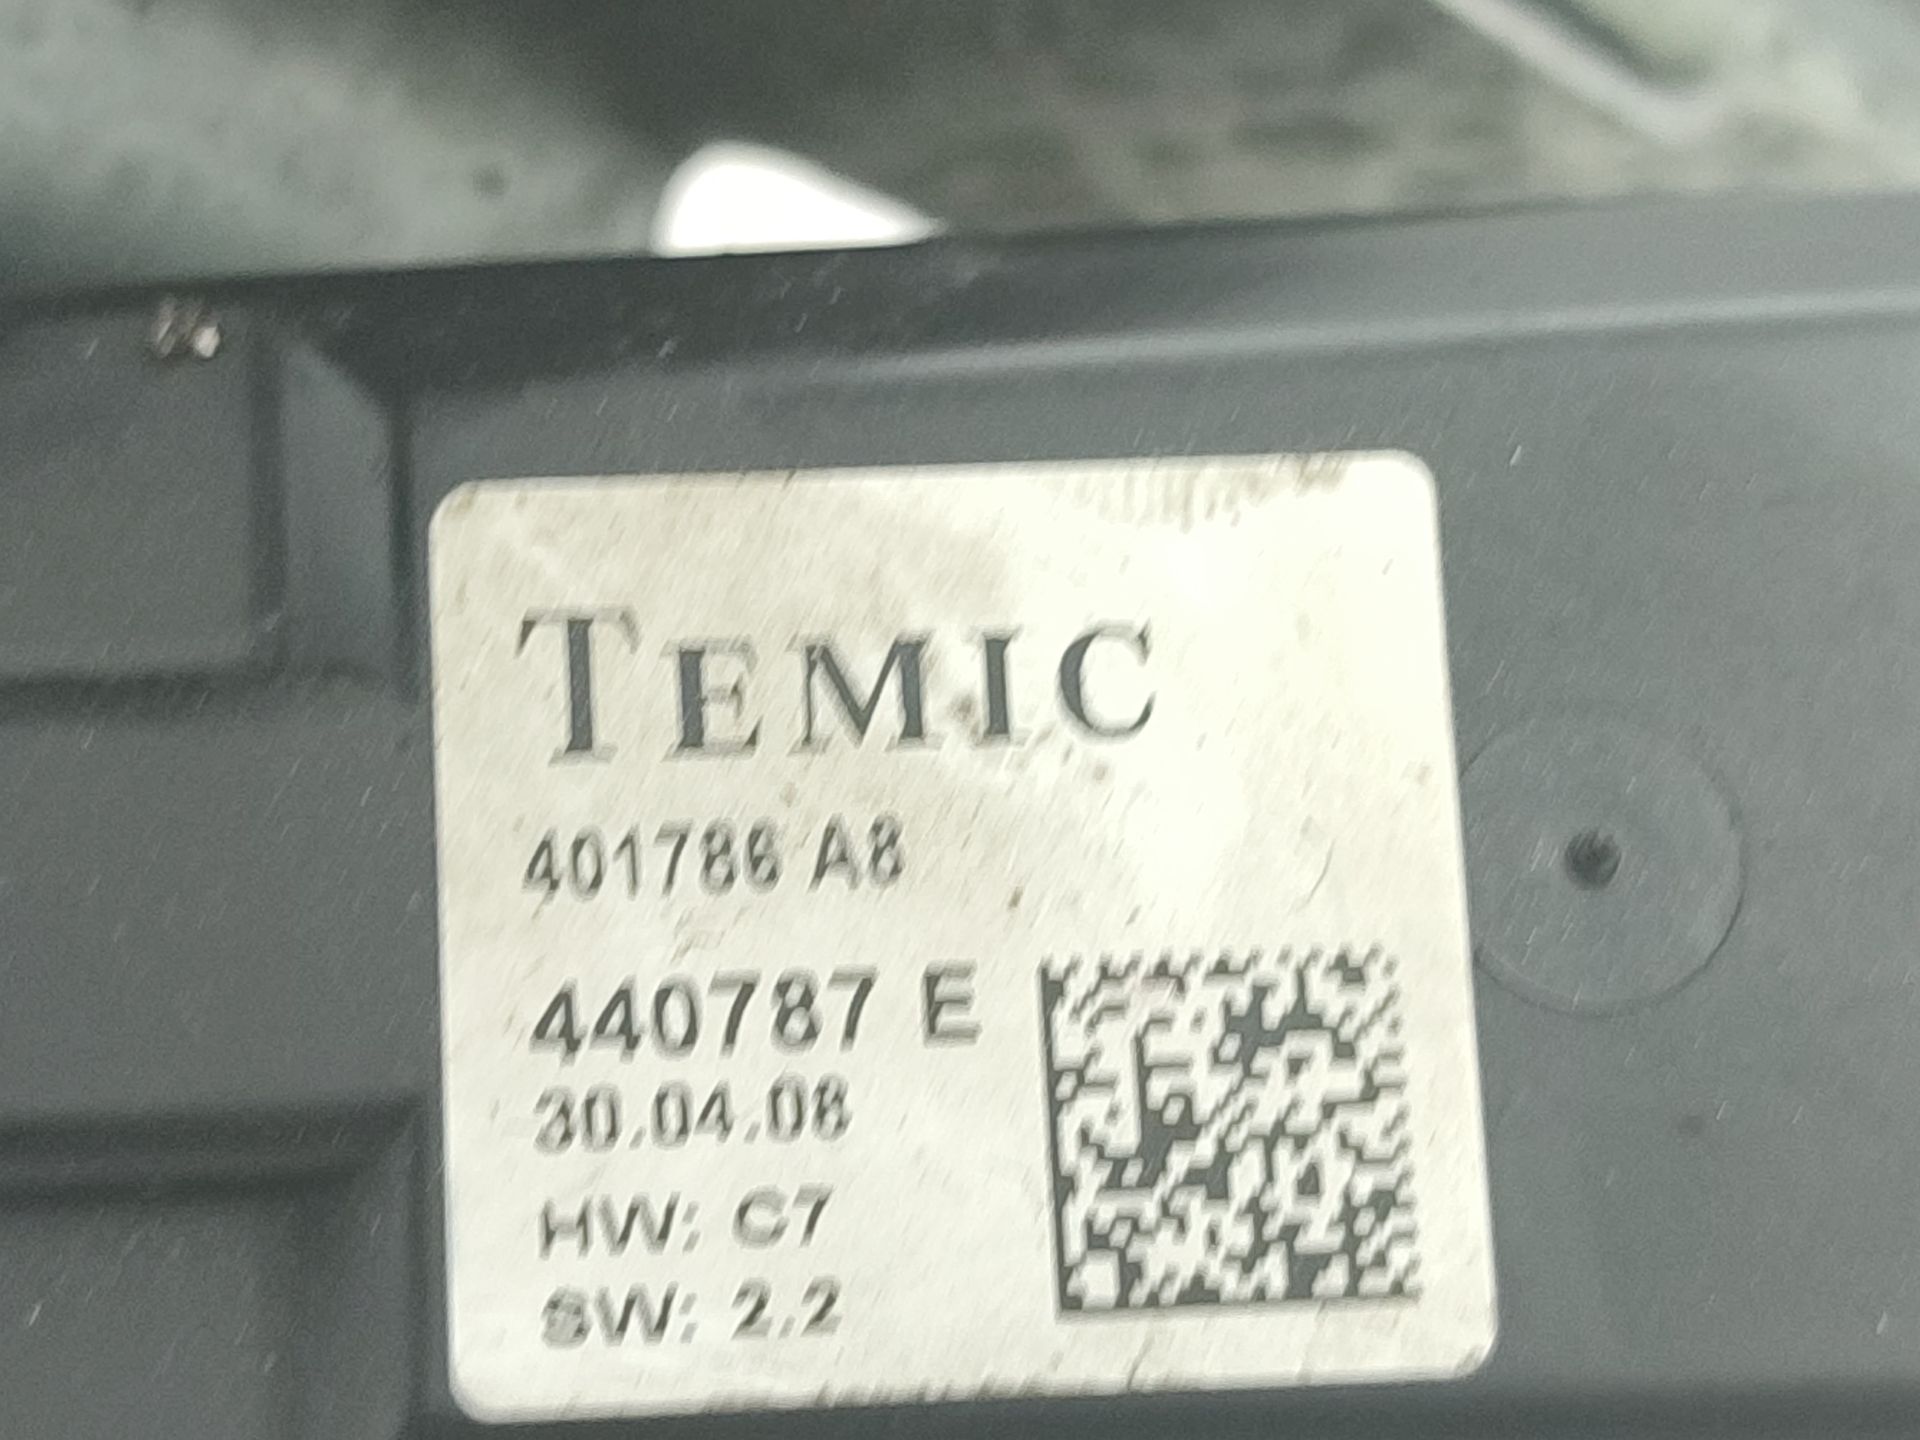 TEMIC
401786 A8
440787 E
30.04.08
HW: C7
SW: 2.2